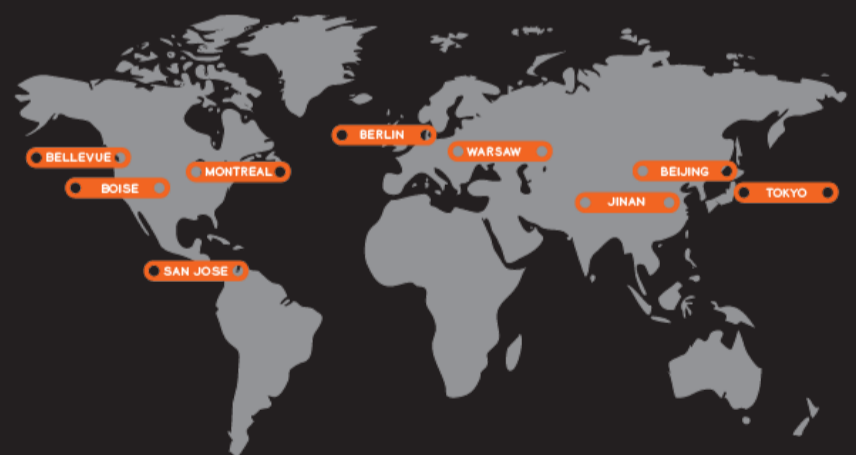 BERLIN
WARSAW
BELLEVUE
MONTREAL
BEIJING
BOISE
TOKYO
JINAN
SAN JOSE